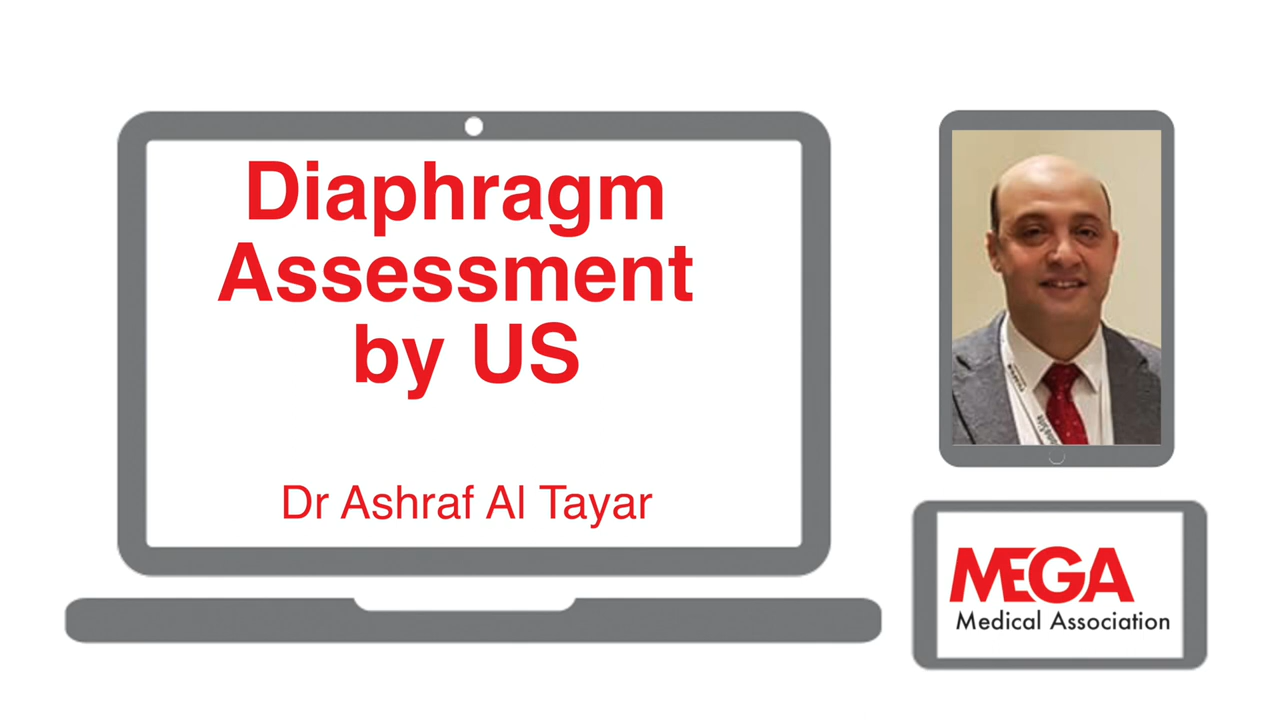 Diaphragm
Assessment
by US
Dr Ashraf Al Tayar
MEGA
Medical Association